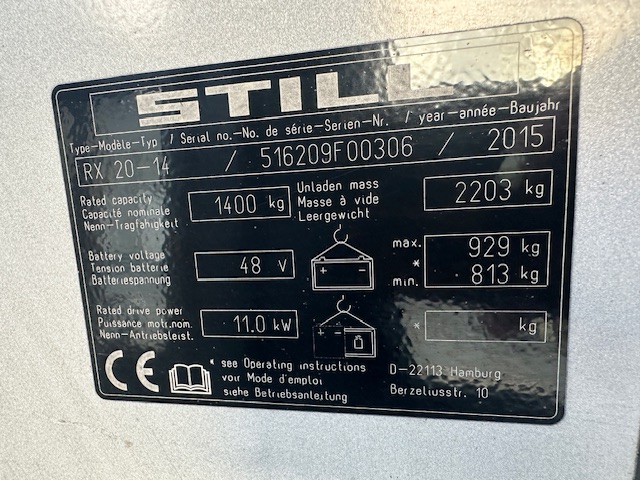 STILL
Type-Modèle-Typ / Serial no.-No. de série-Serien-Nr. / year-année-Baujahr
RX 20-14 / 516209F00306 / 2015
Rated capacity
Capacité nominale
Nenn-Tragfähigkeit
1400 kg
Unladen mass
Masse à vide
Leergewicht
2203 kg
Battery voltage
Tension batterie
Batteriespannung
48 V
+ -
max. 929 kg
*
min. 813 kg
Rated drive power
Puissance motr.nom.
Nenn-Antriebsleist.
11.0 kW
* kg
CE
* see Operating instructions
voir Mode d'emploi
siehe Betriebsanleitung
D-22113 Hamburg
Berzeliusstr. 10